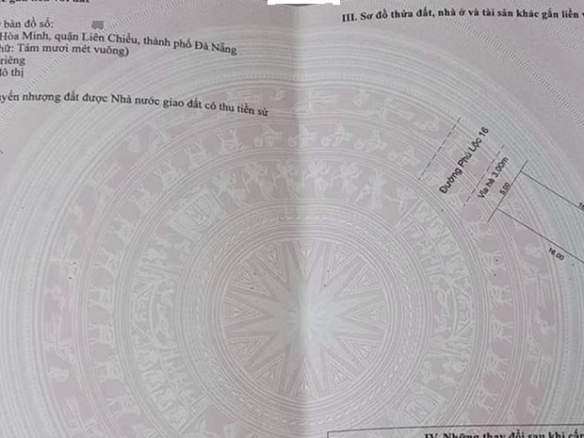 bản đồ số:
Hòa Minh, quận Liên Chiểu, thành phố Đà Nẵng
Tám mươi mét vuông)
riêng
đô thị
nhượng đất được Nhà nước giao đất có thu tiền sử
III. Sơ đồ thửa đất, nhà ở và tài sản khác gắn liền
Đường Phú Lộc 16
Vỉa hè 3.00m
5.00
16.00
IV. Những thay đổi sau khi